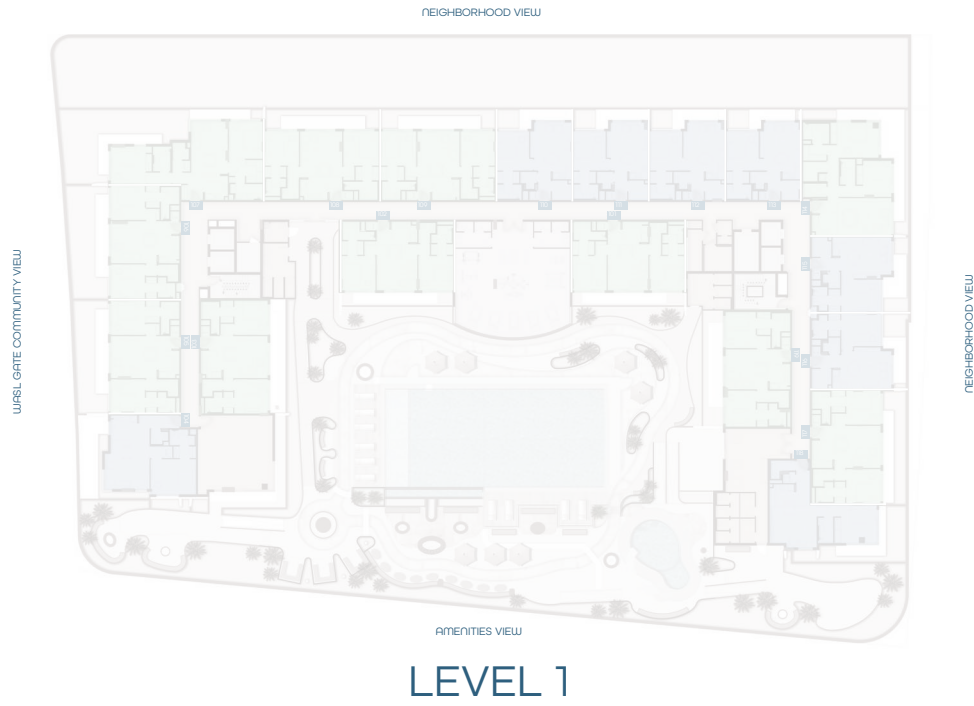 NEIGHBORHOOD VIEW
WASL GATE COMMUNITY VIEW
NEIGHBORHOOD VIEW
AMENITIES VIEW
LEVEL 1